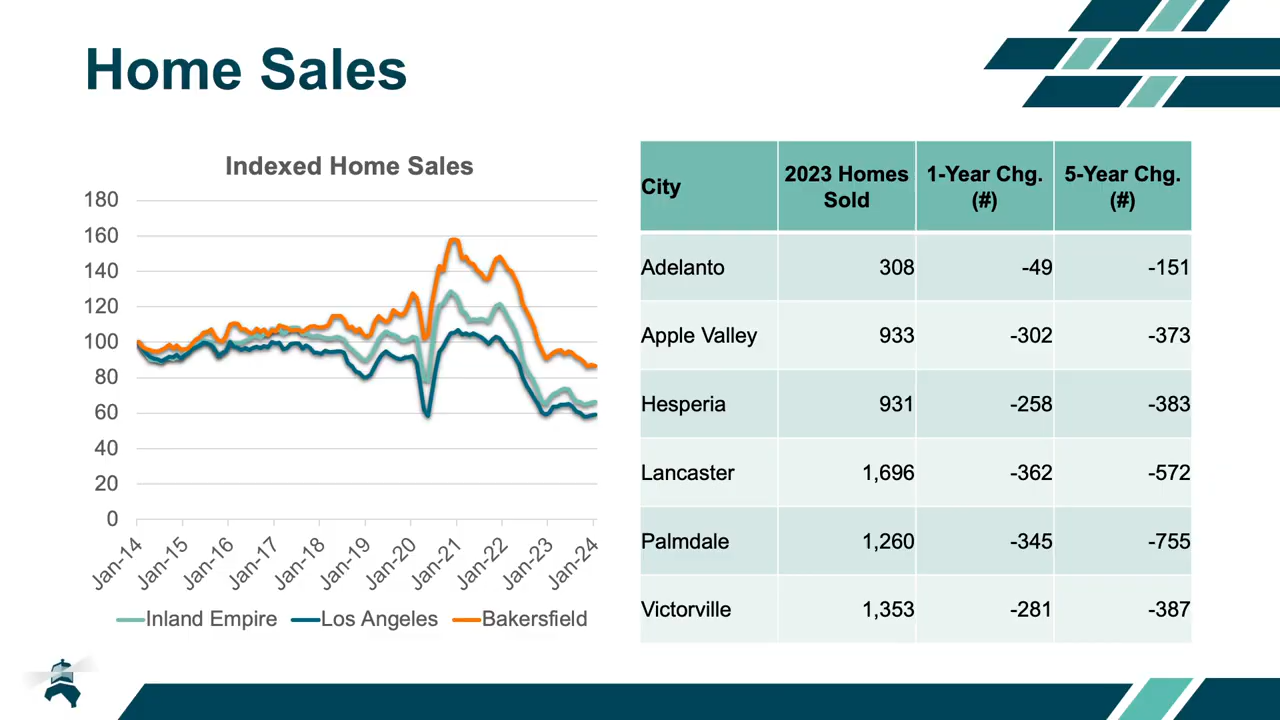 Home Sales
Indexed Home Sales
180
160
140
120
100
80
60
40
20
0
Jan-14 Jan-15 Jan-16 Jan-17 Jan-18 Jan-19 Jan-20 Jan-21 Jan-22 Jan-23 Jan-24
Inland Empire Los Angeles Bakersfield
City 2023 Homes Sold 1-Year Chg. (#) 5-Year Chg. (#)
Adelanto 308 -49 -151
Apple Valley 933 -302 -373
Hesperia 931 -258 -383
Lancaster 1,696 -362 -572
Palmdale 1,260 -345 -755
Victorville 1,353 -281 -387